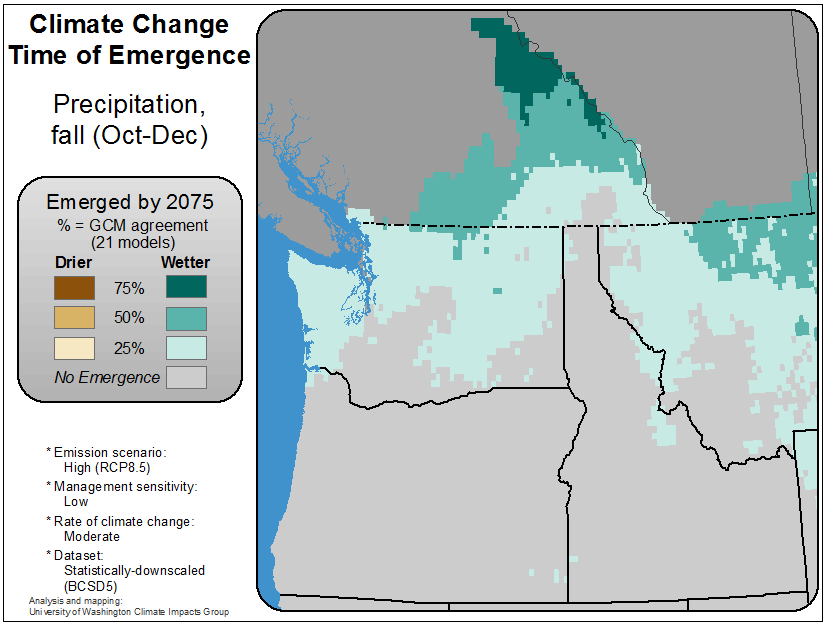 Climate Change
Time of Emergence
Precipitation,
fall (Oct-Dec)
Emerged by 2075
% = GCM agreement
(21 models)
Drier Wetter
75%
50%
25%
No Emergence
* Emission scenario:
High (RCP8.5)
* Management sensitivity:
Low
* Rate of climate change:
Moderate
* Dataset:
Statistically-downscaled
(BCSD5)
Analysis and mapping:
University of Washington Climate Impacts Group